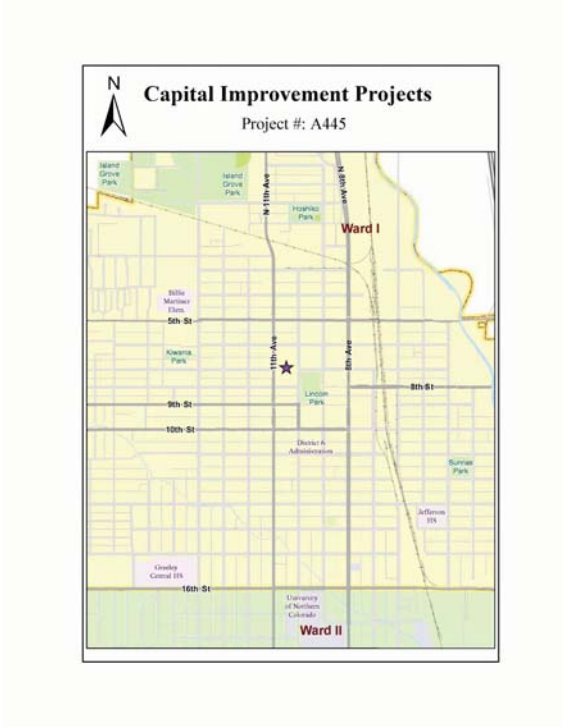 N
Capital Improvement Projects
Project #: A445
Island
Grove
Park
Island
Grove
Park
N 11th Ave
N 8th Ave
Hoshiko
Park
Ward I
Billie
Martinez
Elem.
5th St
Kiwanis
Park
11th Ave
8th Ave
Lincoln
Park
8th St
9th St
10th St
District 6
Administration
Sunrise
Park
Jefferson
HS
Greeley
Central HS
16th St
University
of Northern
Colorado
Ward II